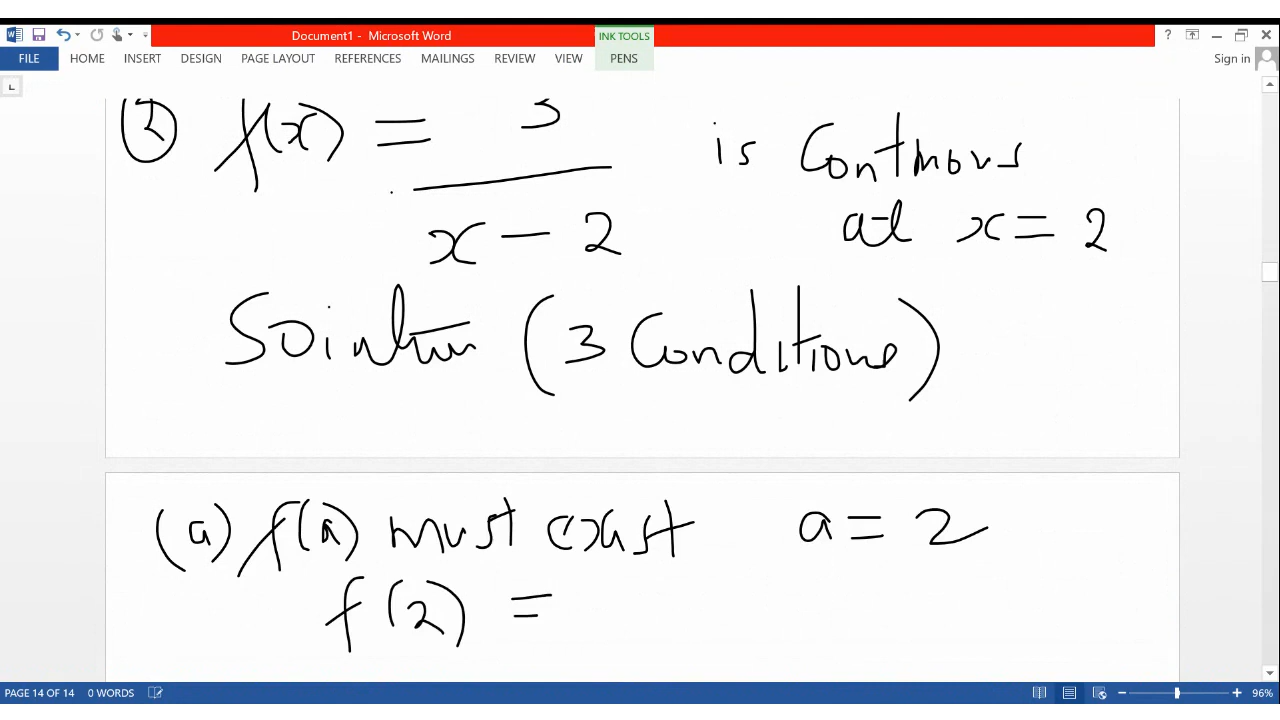 Document1 - Microsoft Word
INK TOOLS
FILE HOME INSERT DESIGN PAGE LAYOUT REFERENCES MAILINGS REVIEW VIEW PENS Sign in
② f(x) = 3 is Continous
x - 2 at x = 2
Solution (3 Conditions)
(a) f(a) must exist a = 2
f(2) =
PAGE 14 OF 14 0 WORDS 96%